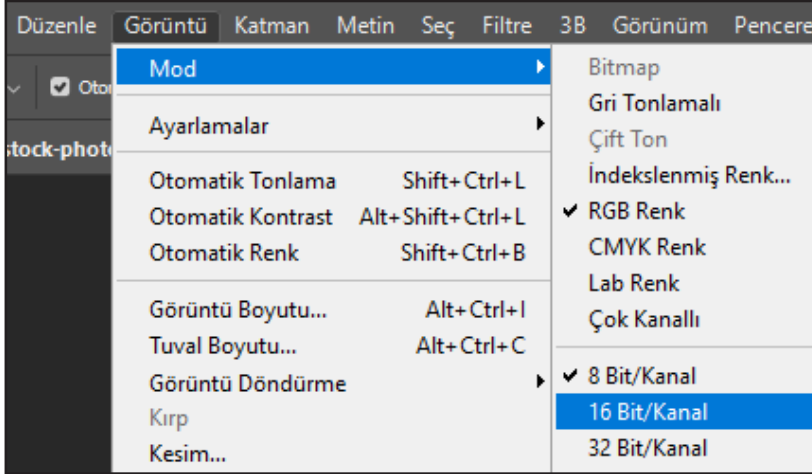 Düzenle Görüntü Katman Metin Seç Filtre 3B Görünüm Pencere
Mod
Ayarlamalar
Otomatik Tonlama Shift+Ctrl+L
Otomatik Kontrast Alt+Shift+Ctrl+L
Otomatik Renk Shift+Ctrl+B
Görüntü Boyutu... Alt+Ctrl+I
Tuval Boyutu... Alt+Ctrl+C
Görüntü Döndürme
Kırp
Kesim...
Bitmap
Gri Tonlamalı
Çift Ton
İndekslenmiş Renk...
RGB Renk
CMYK Renk
Lab Renk
Çok Kanallı
8 Bit/Kanal
16 Bit/Kanal
32 Bit/Kanal